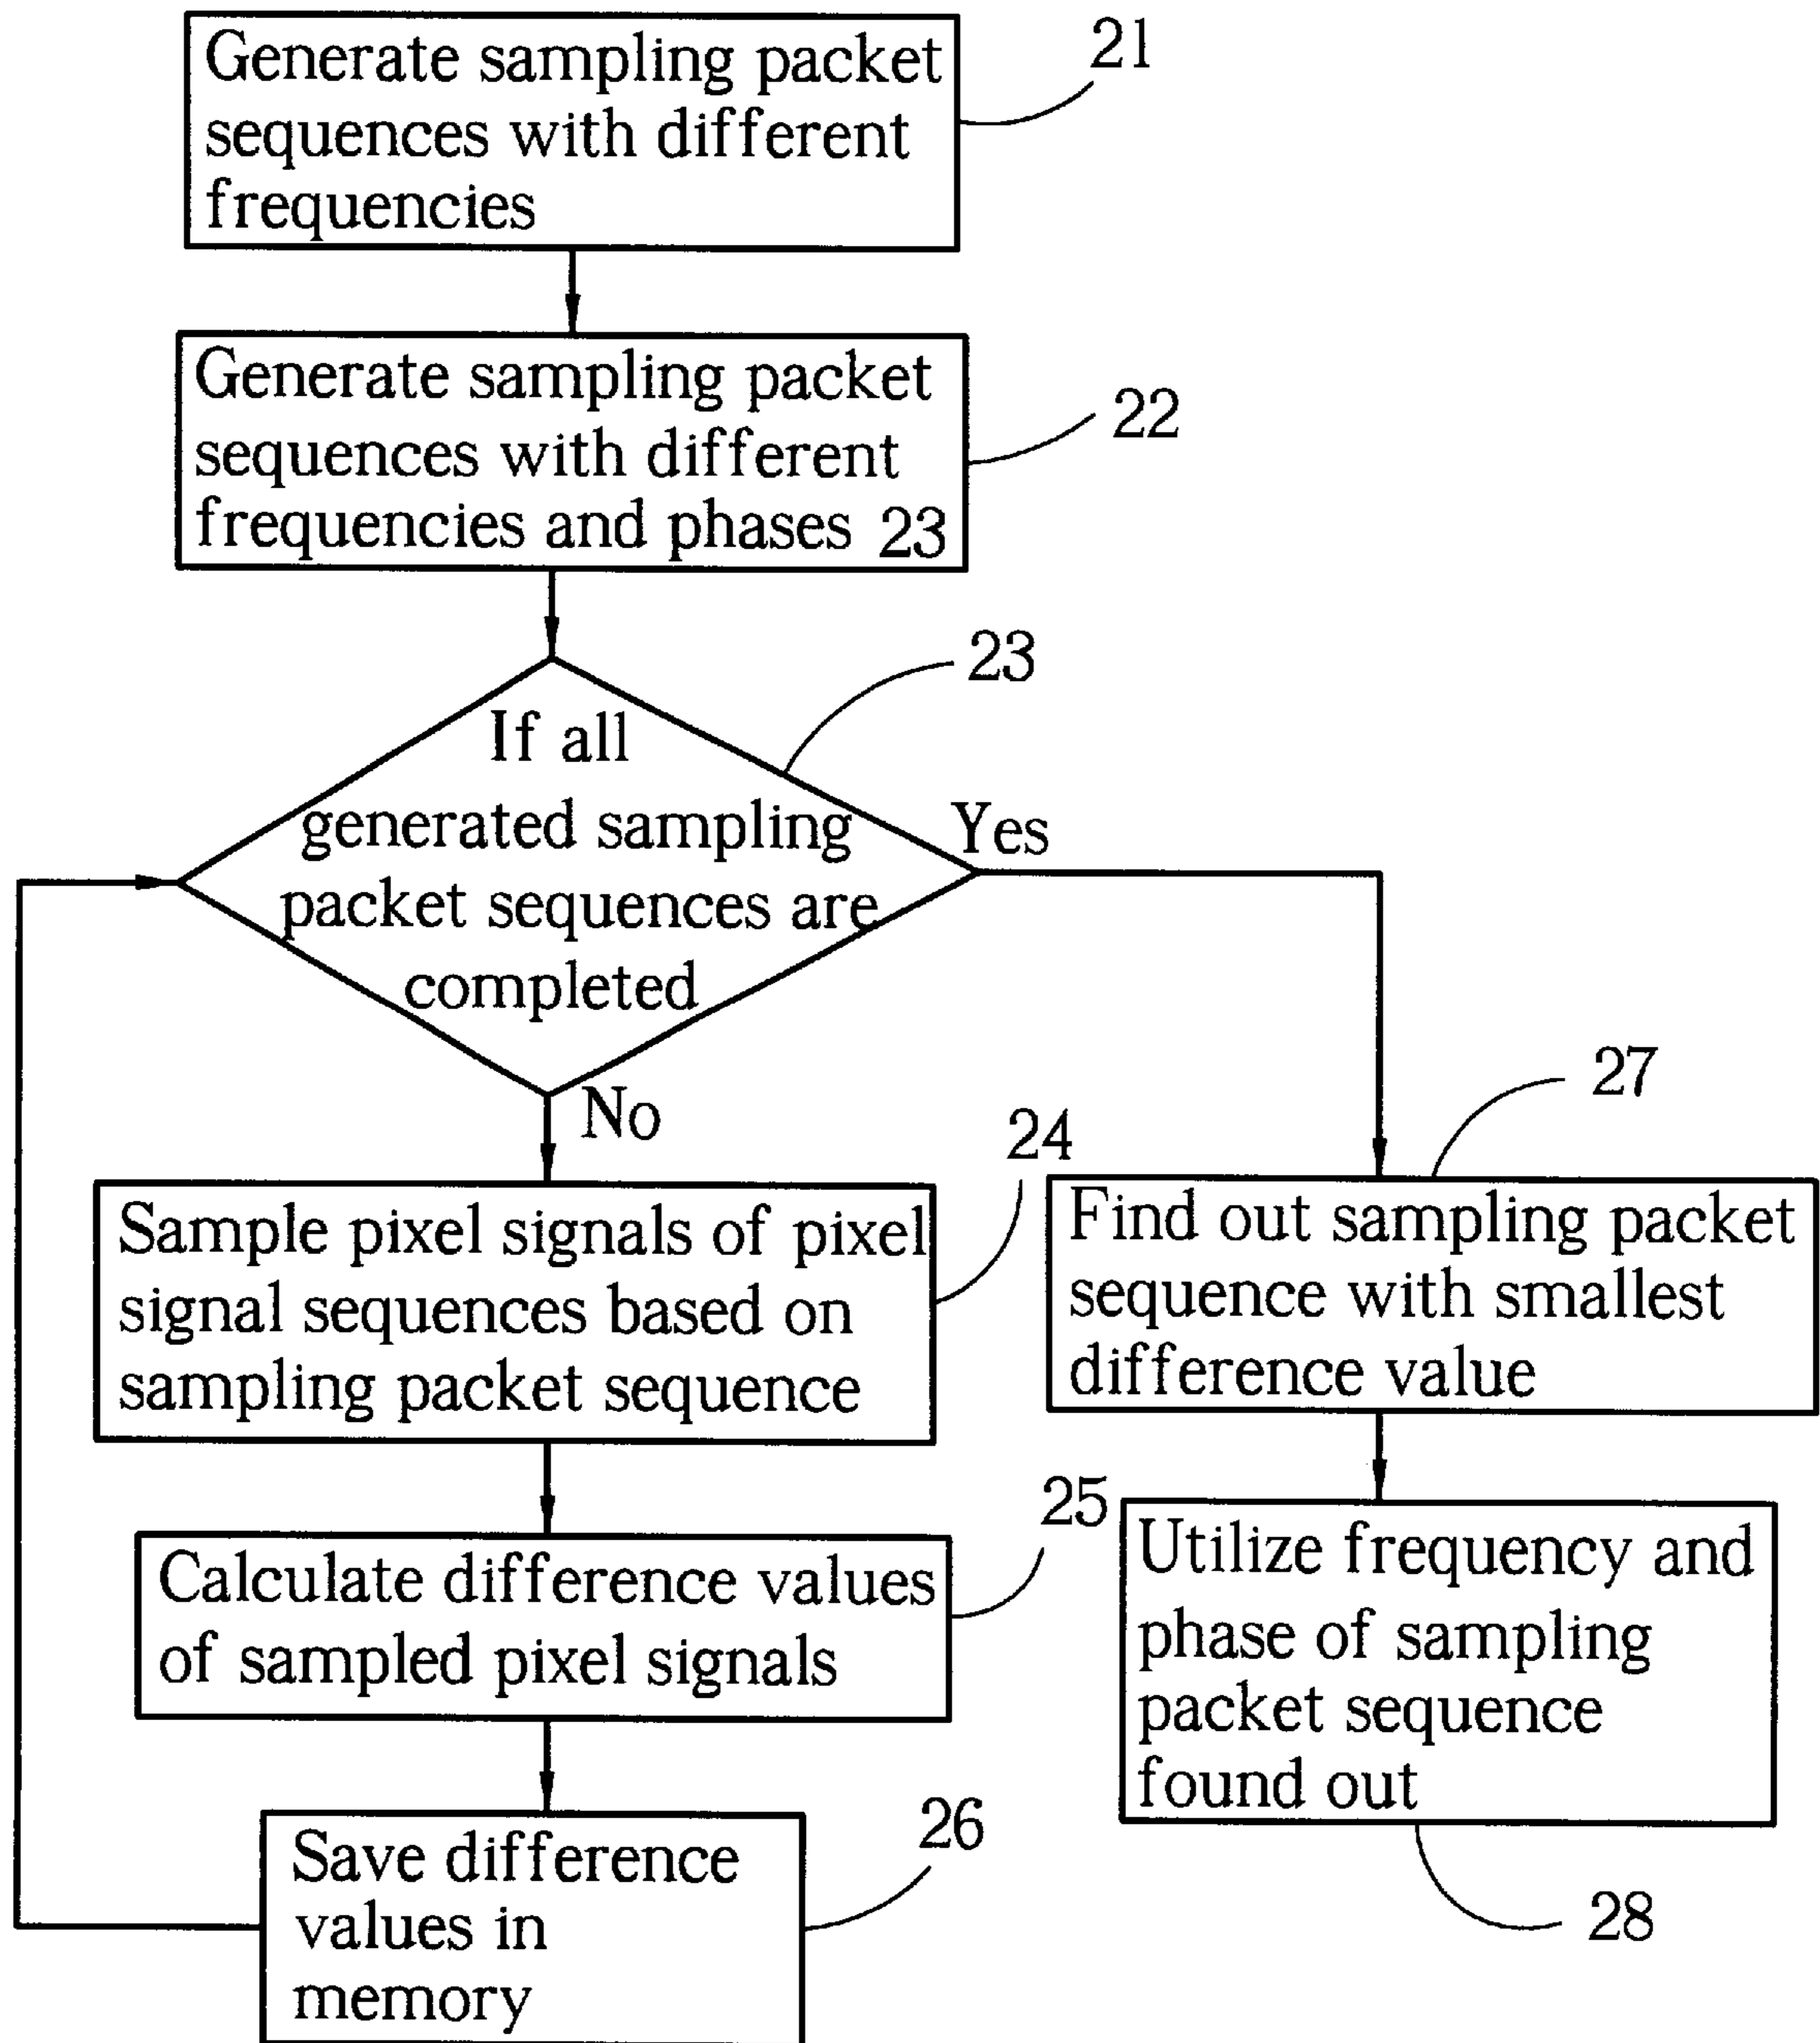 Generate sampling packet
sequences with different
frequencies
21
Generate sampling packet
sequences with different
frequencies and phases 23
22
If all
generated sampling
packet sequences are
completed
23
Yes
No
Sample pixel signals of pixel
signal sequences based on
sampling packet sequence
24
Calculate difference values
of sampled pixel signals
25
Save difference
values in
memory
26
Find out sampling packet
sequence with smallest
difference value
27
Utilize frequency and
phase of sampling
packet sequence
found out
28